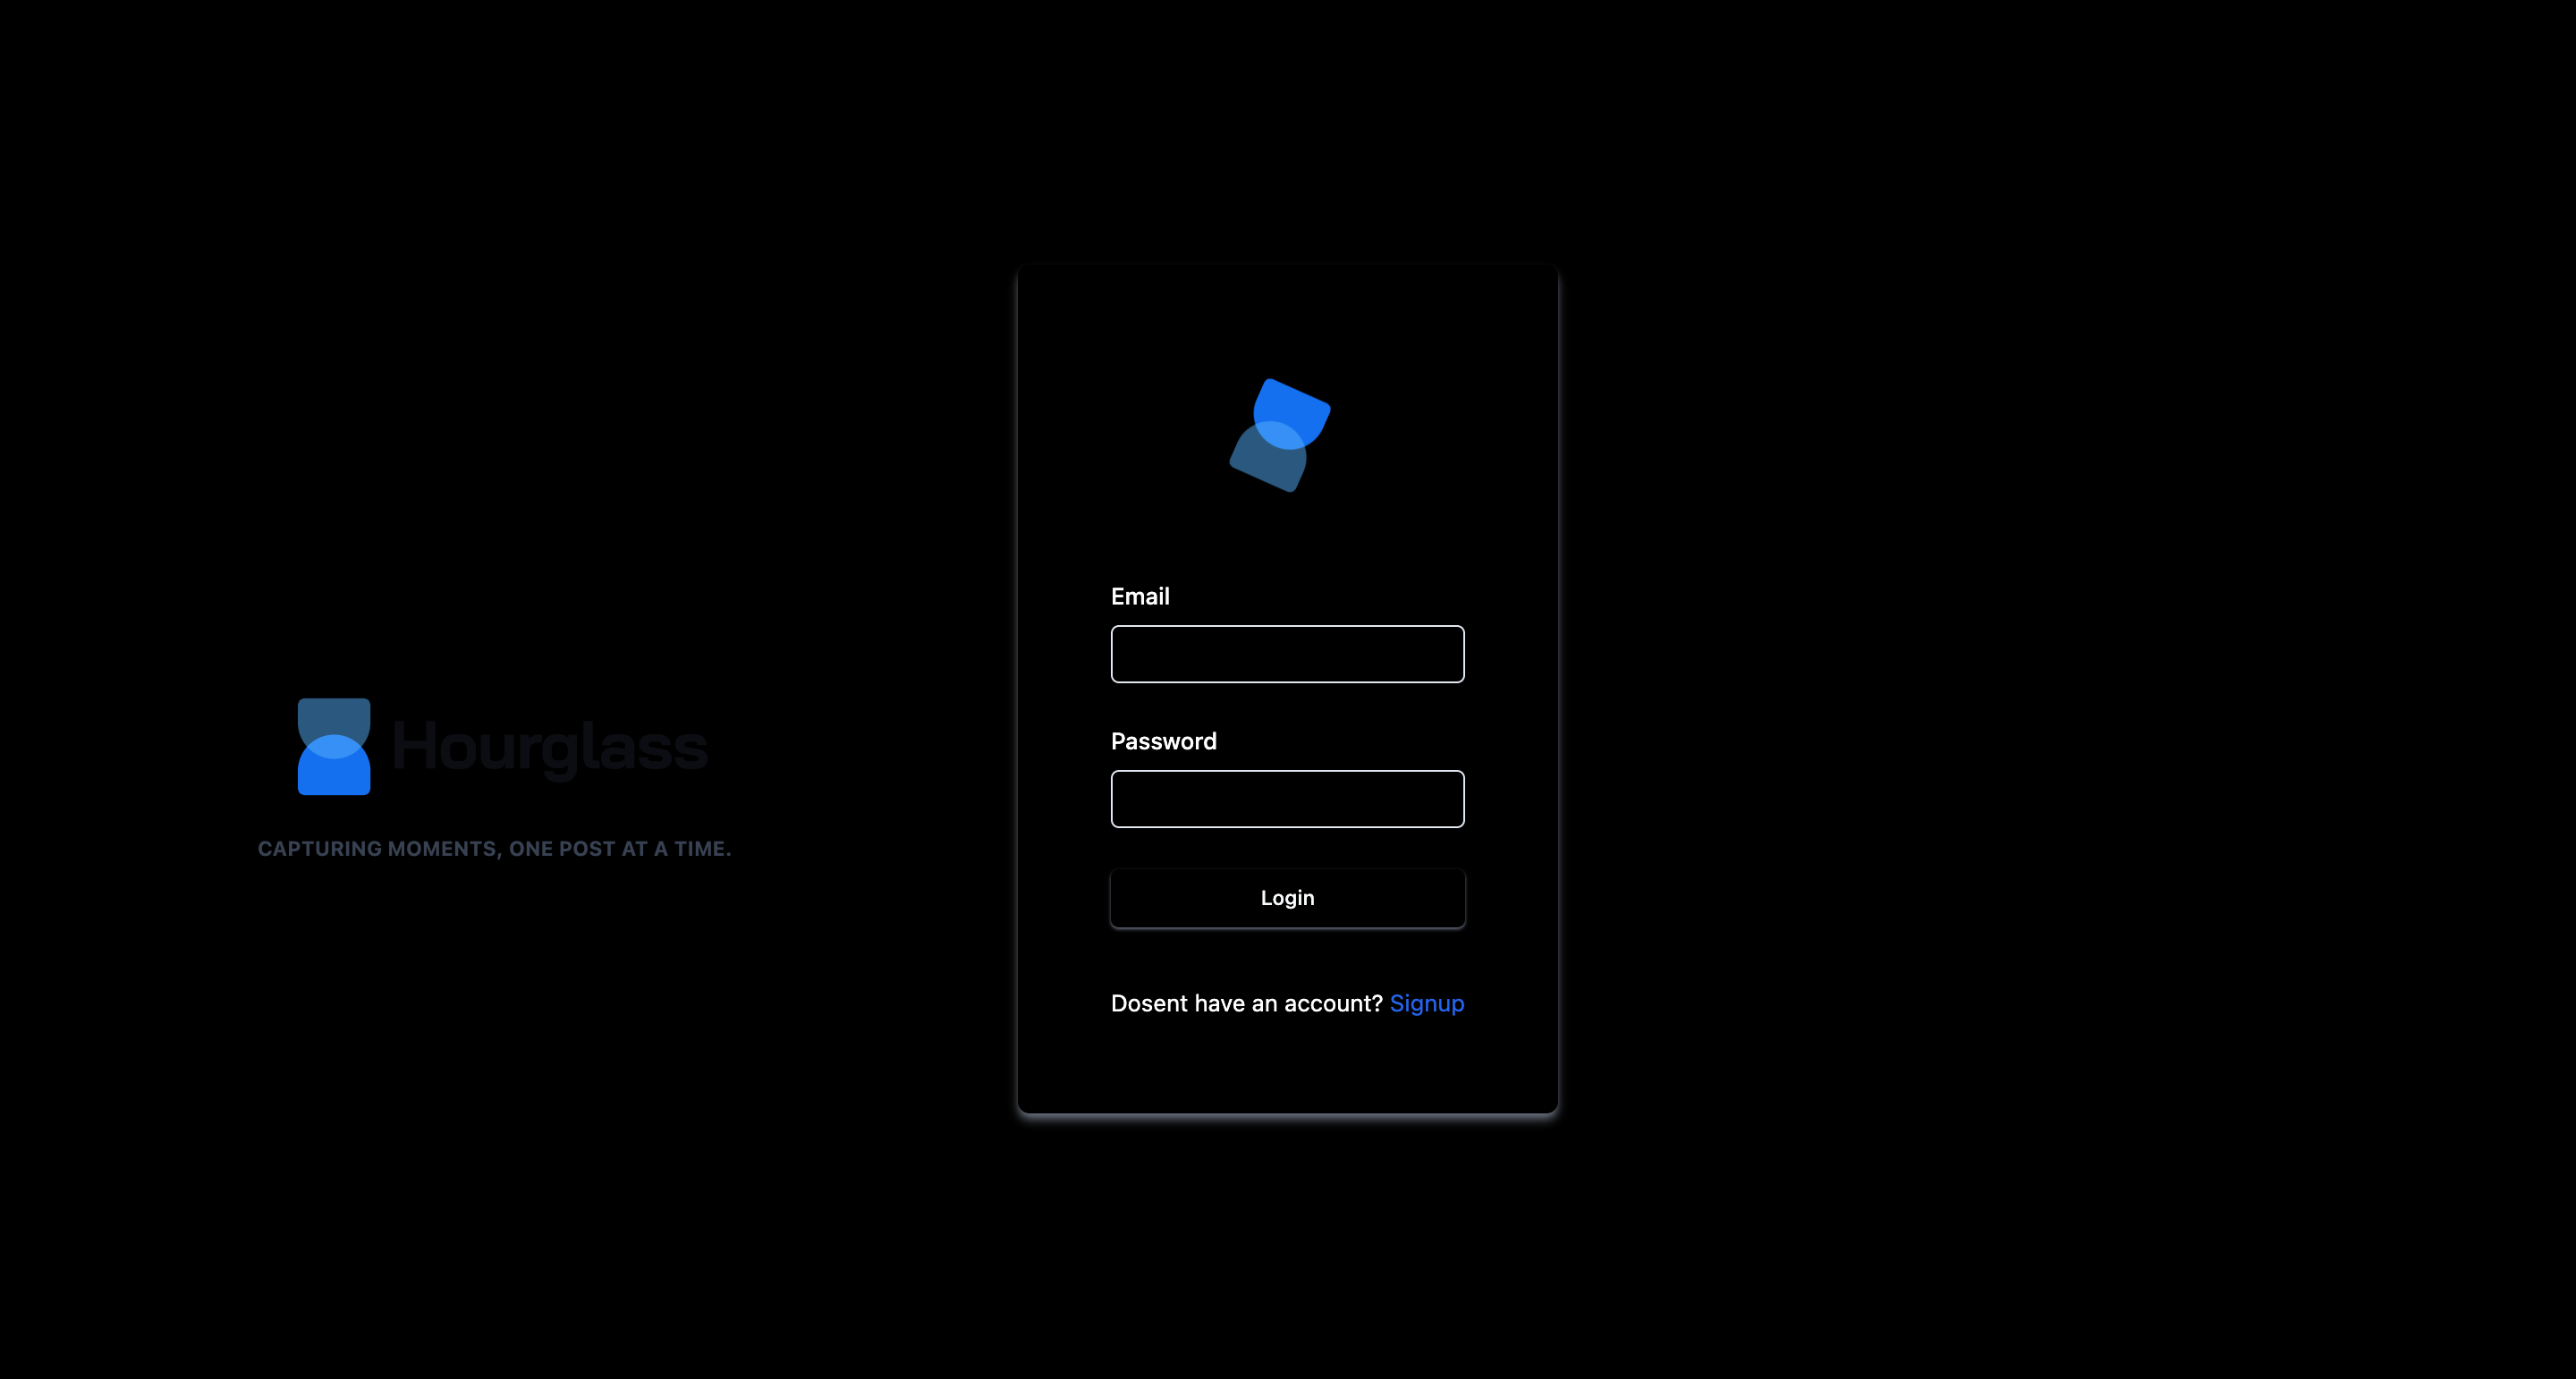 Hourglass
CAPTURING MOMENTS, ONE POST AT A TIME.
Email
Password
Login
Dosent have an account? Signup